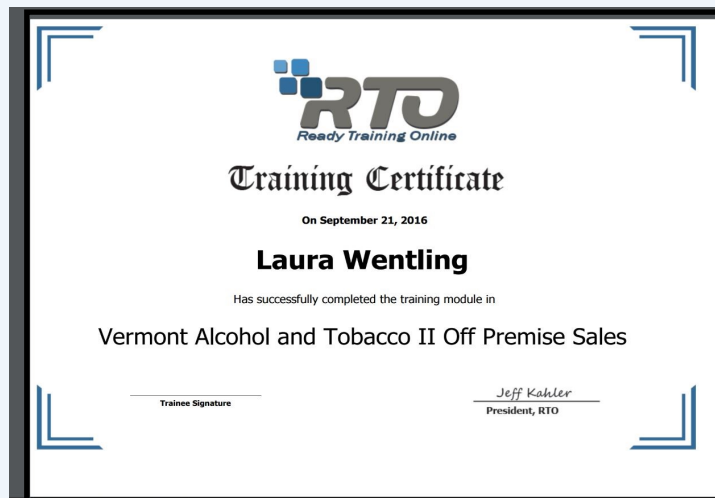 RTO
Ready Training Online
Training Certificate
On September 21, 2016
Laura Wentling
Has successfully completed the training module in
Vermont Alcohol and Tobacco II Off Premise Sales
Jeff Kahler
Trainee Signature
President, RTO